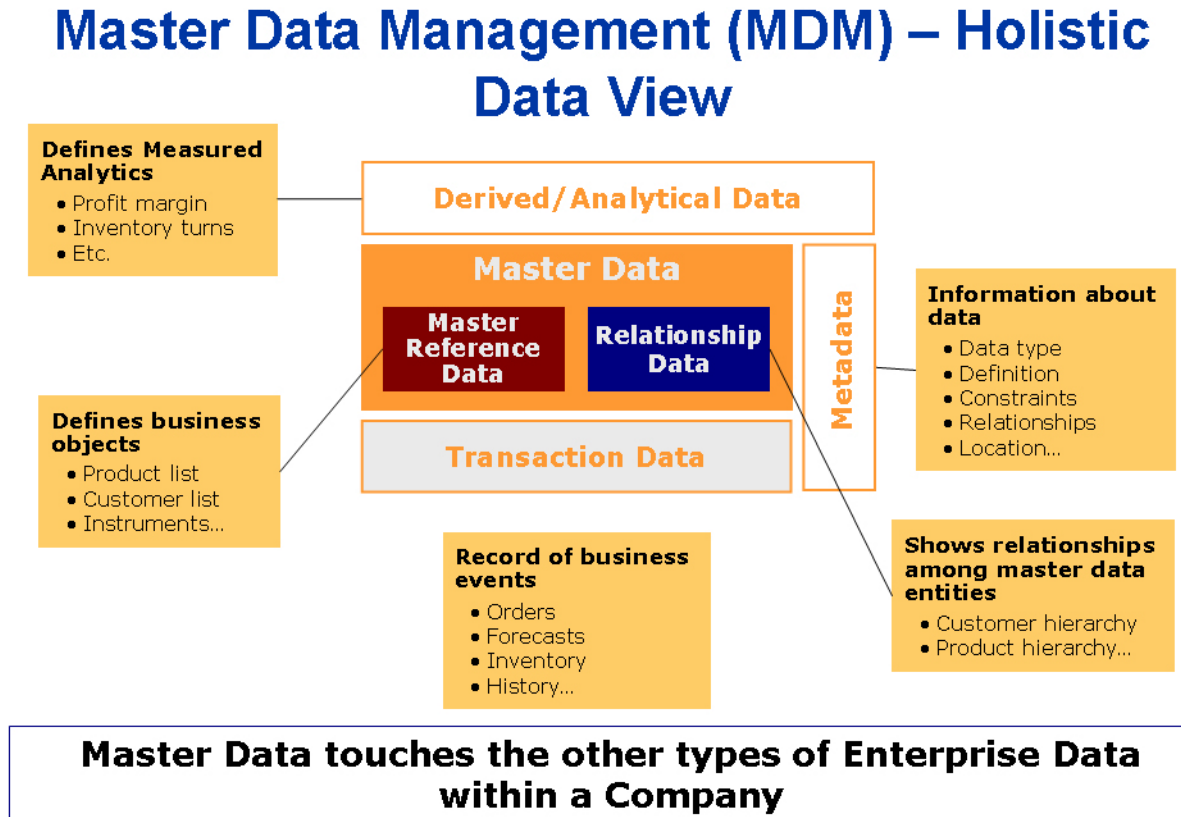 Master Data Management (MDM) – Holistic
Data View
Defines Measured
Analytics
• Profit margin
• Inventory turns
• Etc.
Derived/Analytical Data
Master Data
Master
Reference
Data
Relationship
Data
Metadata
Transaction Data
Information about
data
• Data type
• Definition
• Constraints
• Relationships
• Location...
Defines business
objects
• Product list
• Customer list
• Instruments...
Record of business
events
• Orders
• Forecasts
• Inventory
• History...
Shows relationships
among master data
entities
• Customer hierarchy
• Product hierarchy...
Master Data touches the other types of Enterprise Data
within a Company